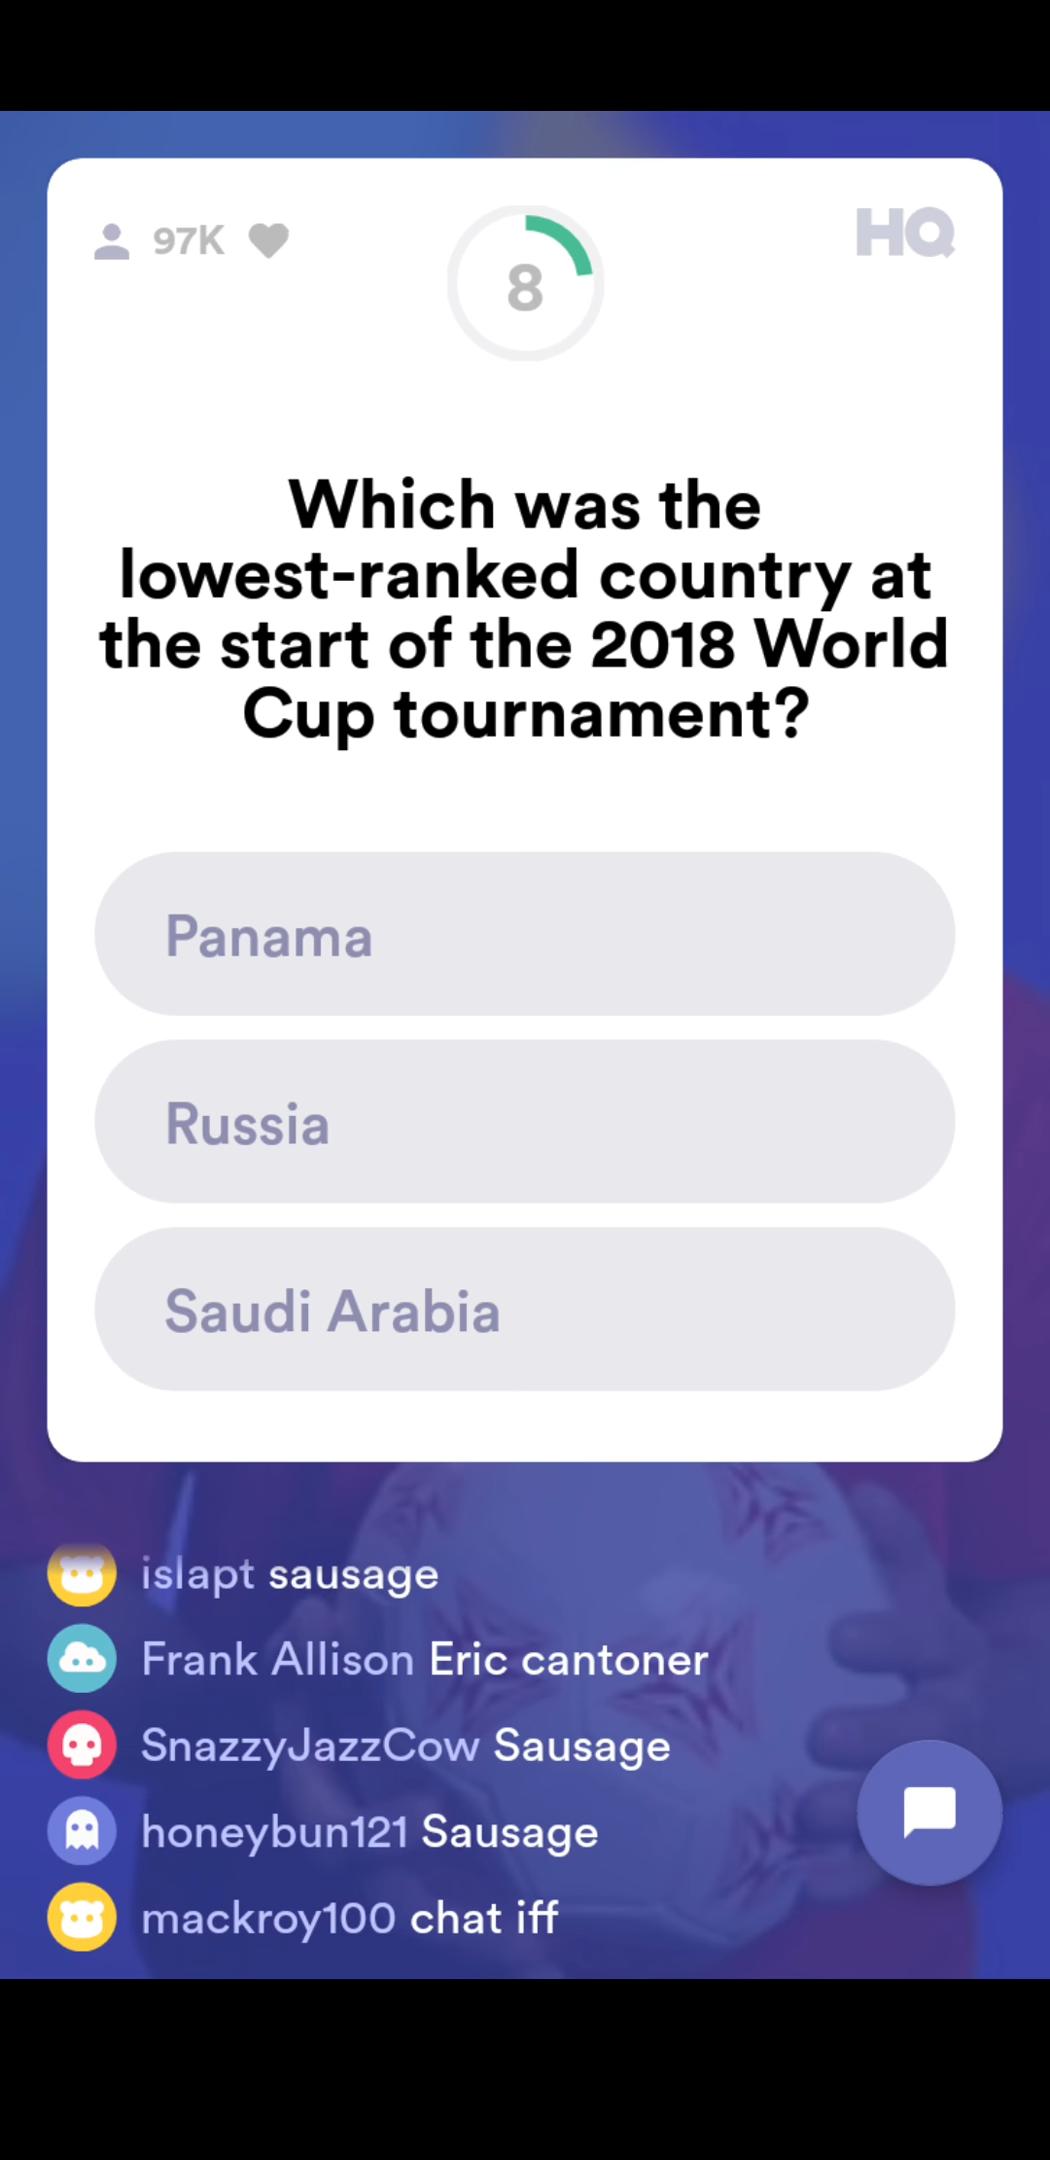 97K
8
HQ
Which was the
lowest-ranked country at
the start of the 2018 World
Cup tournament?
Panama
Russia
Saudi Arabia
islapt sausage
Frank Allison Eric cantoner
SnazzyJazzCow Sausage
honeybun121 Sausage
mackroy100 chat iff